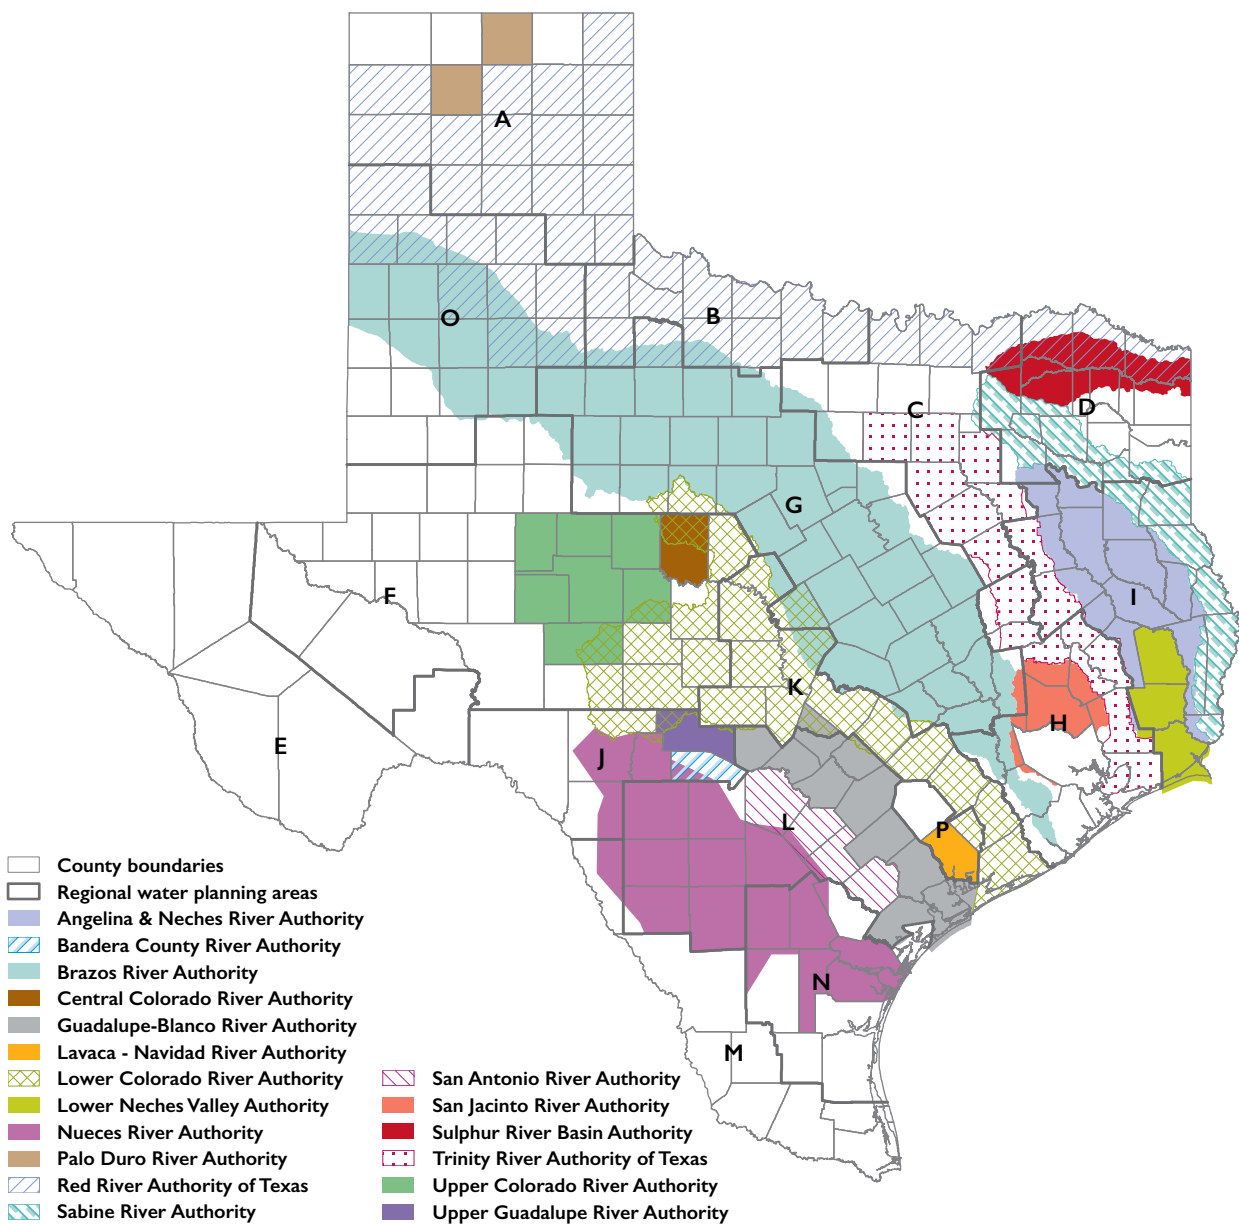 A
O
B
C
D
G
F
I
K
H
E
J
L
P
N
M
County boundaries
Regional water planning areas
Angelina & Neches River Authority
Bandera County River Authority
Brazos River Authority
Central Colorado River Authority
Guadalupe-Blanco River Authority
Lavaca - Navidad River Authority
Lower Colorado River Authority
Lower Neches Valley Authority
Nueces River Authority
Palo Duro River Authority
Red River Authority of Texas
Sabine River Authority
San Antonio River Authority
San Jacinto River Authority
Sulphur River Basin Authority
Trinity River Authority of Texas
Upper Colorado River Authority
Upper Guadalupe River Authority